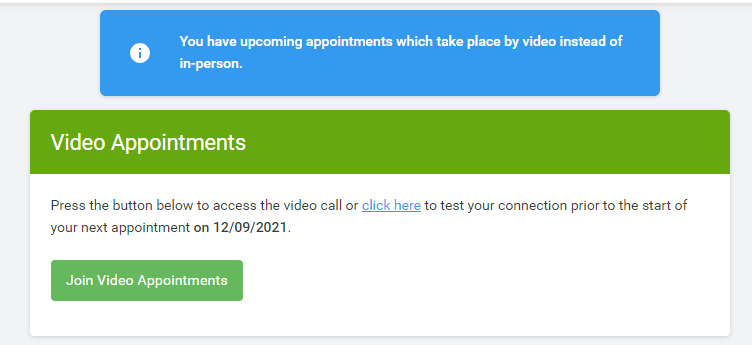 You have upcoming appointments which take place by video instead of
in-person.
Video Appointments
Press the button below to access the video call or click here to test your connection prior to the start of
your next appointment on 12/09/2021.
Join Video Appointments